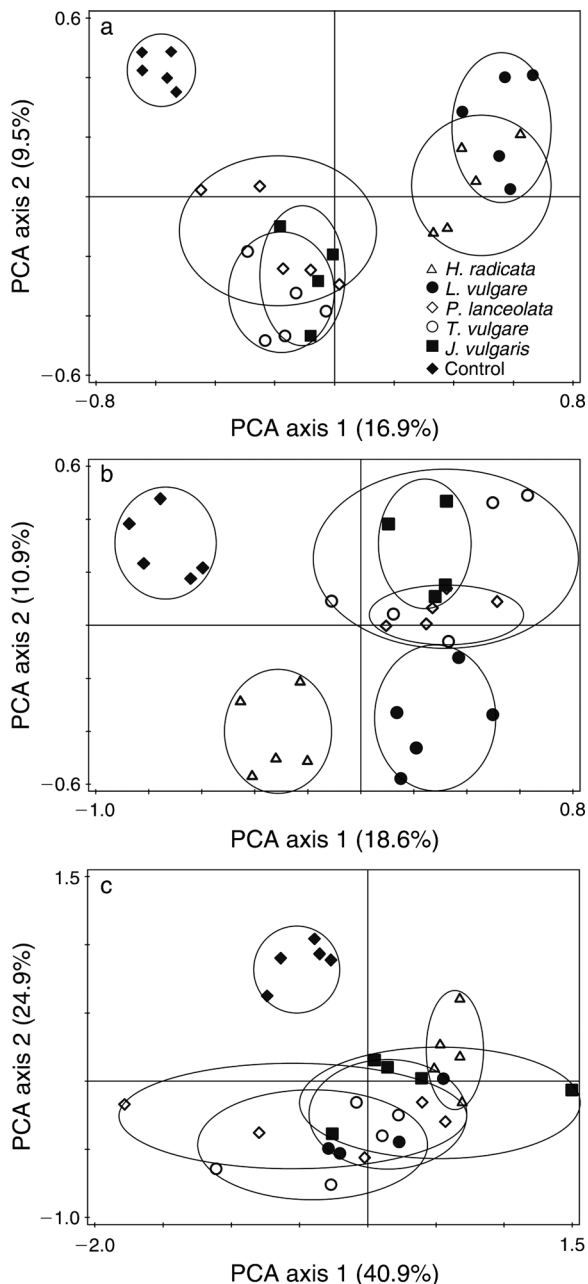 a
0.6
PCA axis 2 (9.5%)
−0.6
H. radicata
L. vulgare
P. lanceolata
T. vulgare
J. vulgaris
Control
−0.8
0.8
PCA axis 1 (16.9%)
b
0.6
PCA axis 2 (10.9%)
−0.6
−1.0
0.8
PCA axis 1 (18.6%)
c
1.5
PCA axis 2 (24.9%)
−1.0
−2.0
1.5
PCA axis 1 (40.9%)